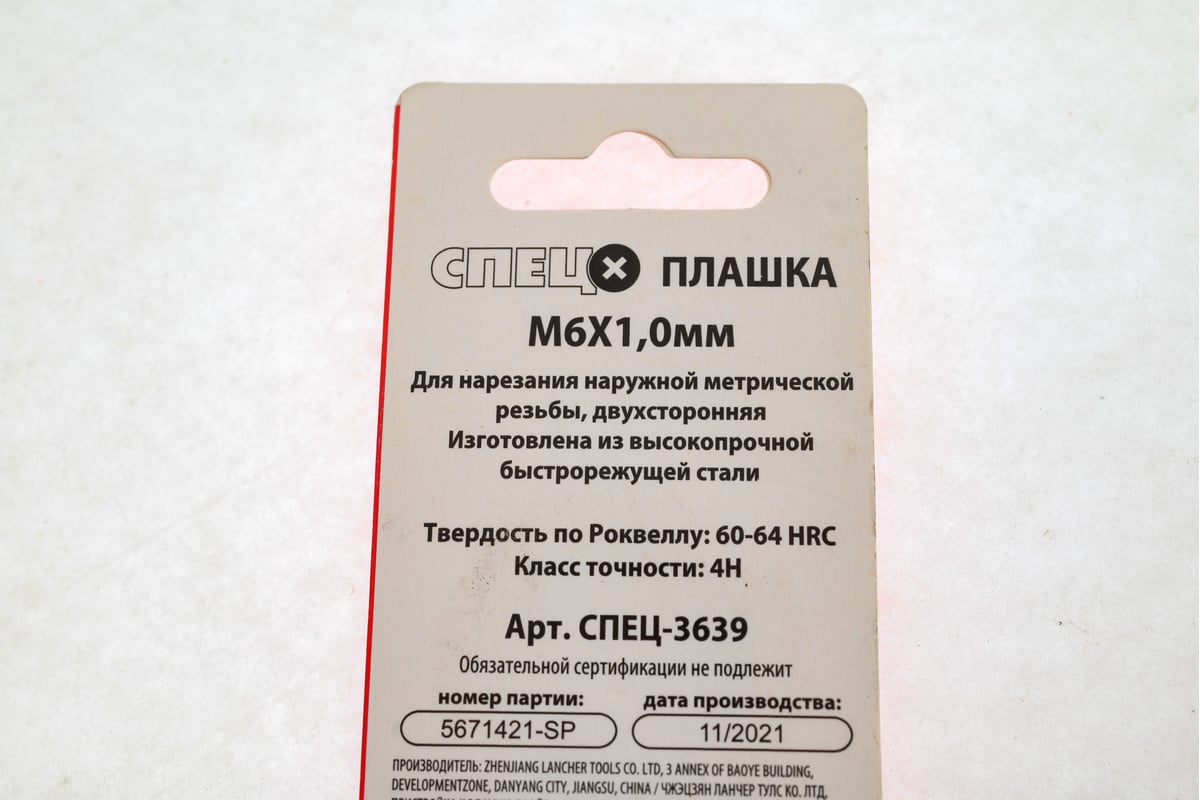 СПЕЦ ПЛАШКА
М6Х1,0мм
Для нарезания наружной метрической
резьбы, двухсторонняя
Изготовлена из высокопрочной
быстрорежущей стали
Твердость по Роквеллу: 60-64 HRC
Класс точности: 4H
Арт. СПЕЦ-3639
Обязательной сертификации не подлежит
номер партии: дата производства:
5671421-SP 11/2021
ПРОИЗВОДИТЕЛЬ: ZHENJIANG LANCHER TOOLS CO. LTD, 3 ANNEX OF BAOYE BUILDING,
DEVELOPMENTZONE, DANYANG CITY, JIANGSU, CHINA / ЧЖЭЦЗЯН ЛАНЧЕР ТУЛС КО. ЛТД,